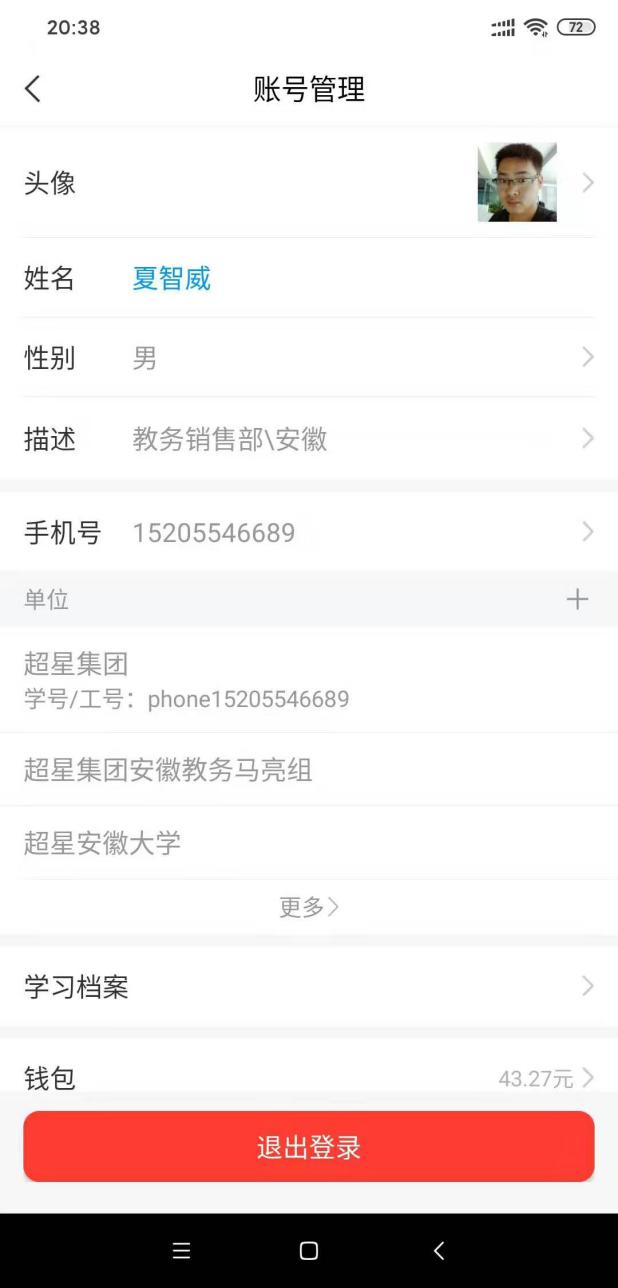 20:38
72
账号管理
头像
姓名 夏智威
性别 男
描述 教务销售部\安徽
手机号 15205546689
单位
超星集团
学号/工号：phone15205546689
超星集团安徽教务马亮组
超星安徽大学
更多
学习档案
钱包 43.27元
退出登录